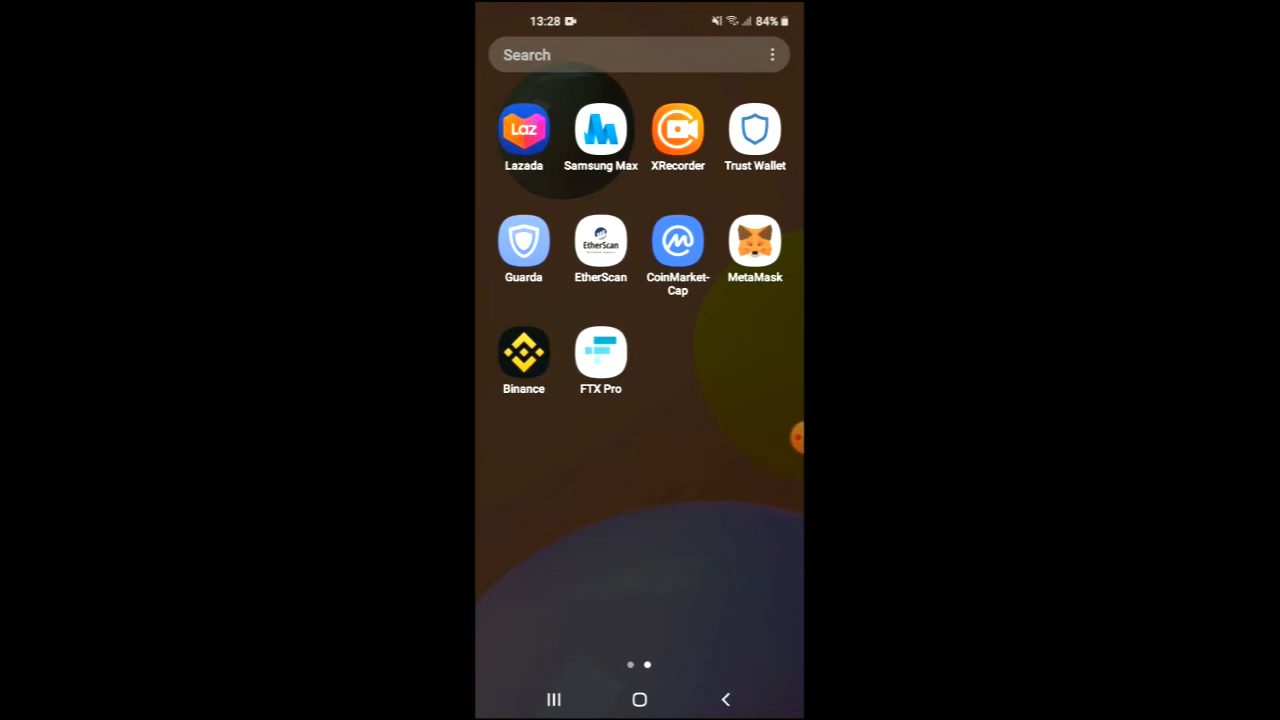 13:28
84%
Search
Laz
Lazada
Samsung Max
XRecorder
Trust Wallet
EtherScan
Guarda
EtherScan
CoinMarket-
Cap
MetaMask
Binance
FTX Pro